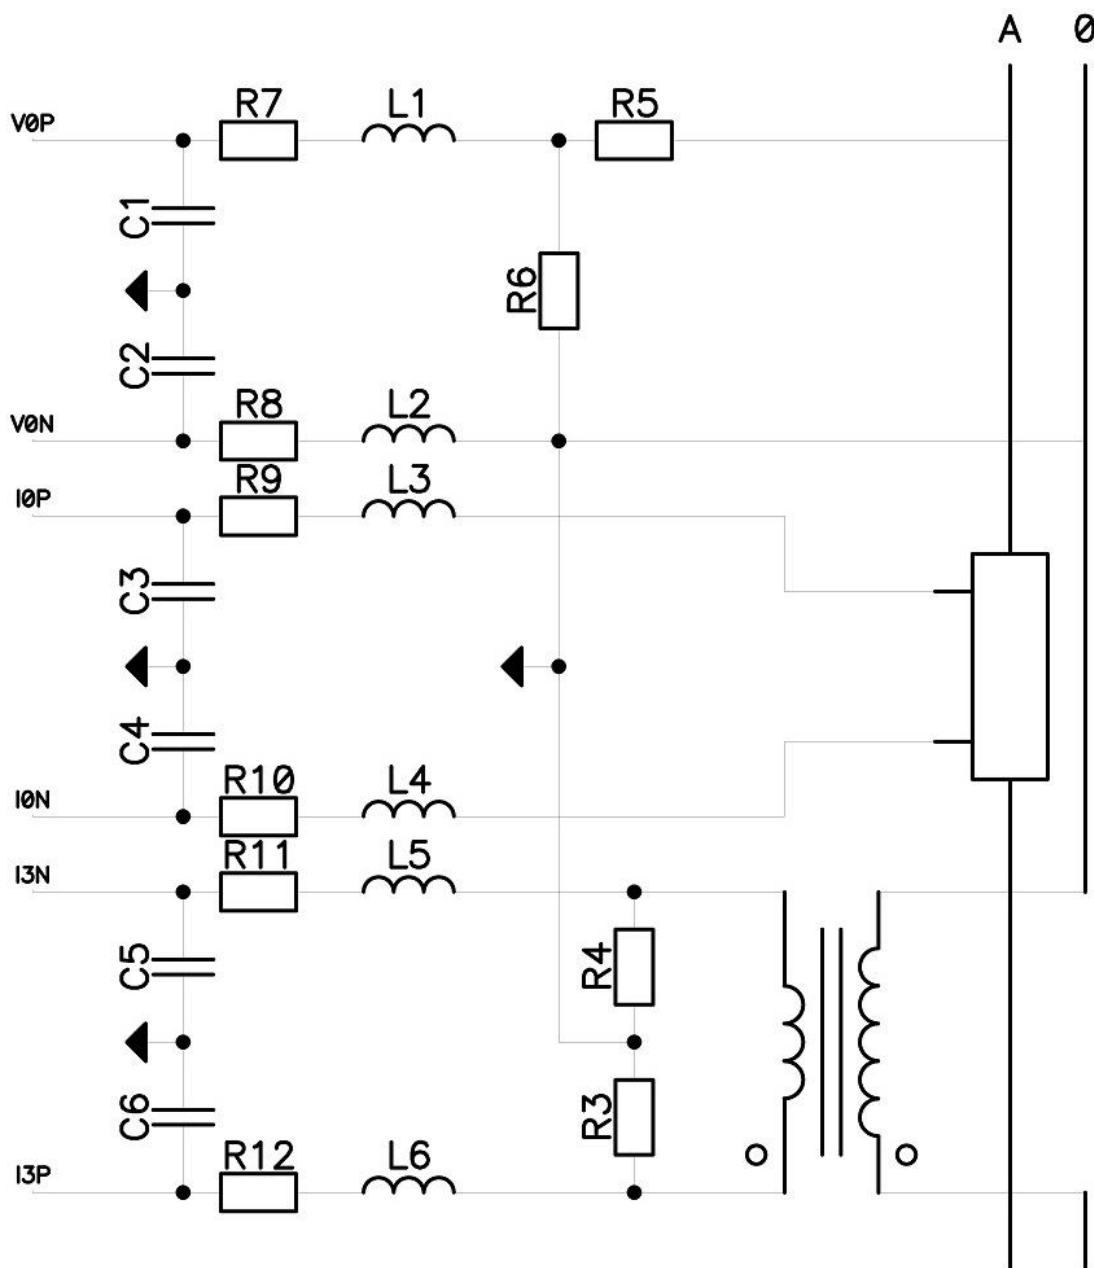 A 0
V0P R7 L1 R5
C1
R6
C2
V0N R8 L2
I0P R9 L3
C3
C4
I0N R10 L4
I3N R11 L5
C5 R4
C6 R3
I3P R12 L6